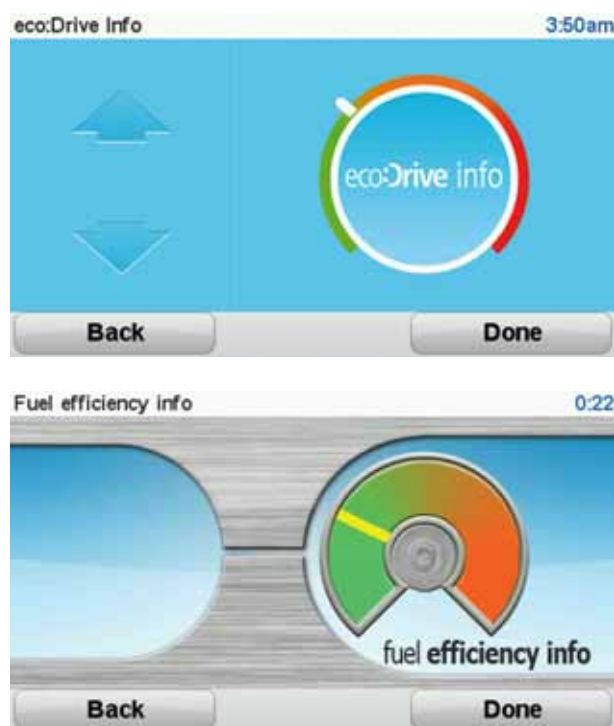 eco:Drive Info 3:50am
eco:Drive info
Back Done
Fuel efficiency info 0:22
fuel efficiency info
Back Done